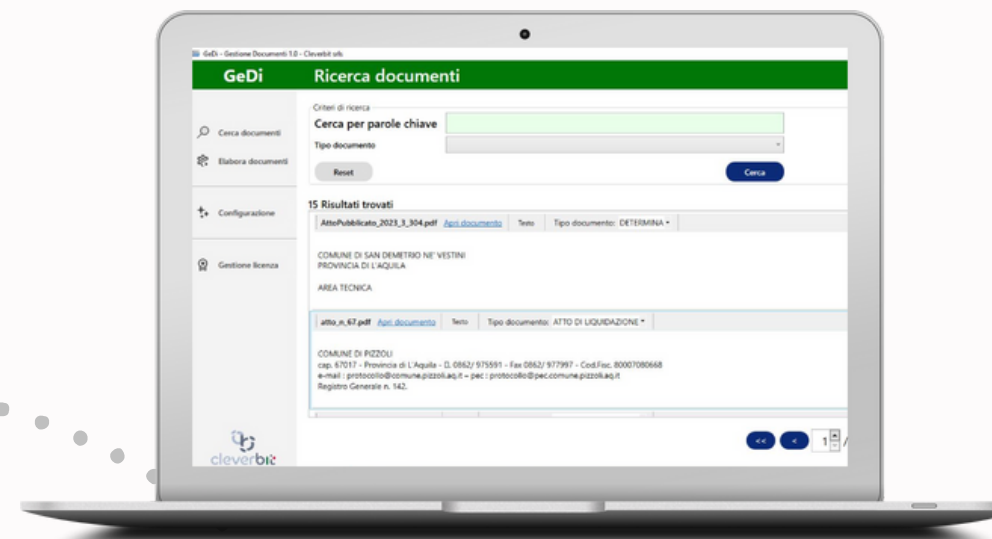 GeDi - Gestione Documenti 1.0 - Cleverbit srls
GeDi
Ricerca documenti
Cerca documenti
Elabora documenti
Configurazione
Gestione licenza
cleverbit
Criteri di ricerca
Cerca per parole chiave
Tipo documento
Reset
Cerca
15 Risultati trovati
AttoPubblicato_2023_3_304.pdf Apri documento Testo Tipo documento: DETERMINA
COMUNE DI SAN DEMETRIO NE' VESTINI
PROVINCIA DI L'AQUILA
AREA TECNICA
atto_n_67.pdf Apri documento Testo Tipo documento: ATTO DI LIQUIDAZIONE
COMUNE DI PIZZOLI
cap. 67017 - Provincia di L'Aquila - 0862/ 975591 - Fax 0862/ 977997 - Cod.Fisc. 80007080668
e-mail : protocollo@comune.pizzoli.aq.it – pec : protocollo@pec.comune.pizzoli.aq.it
Registro Generale n. 142.
<< < 1 /